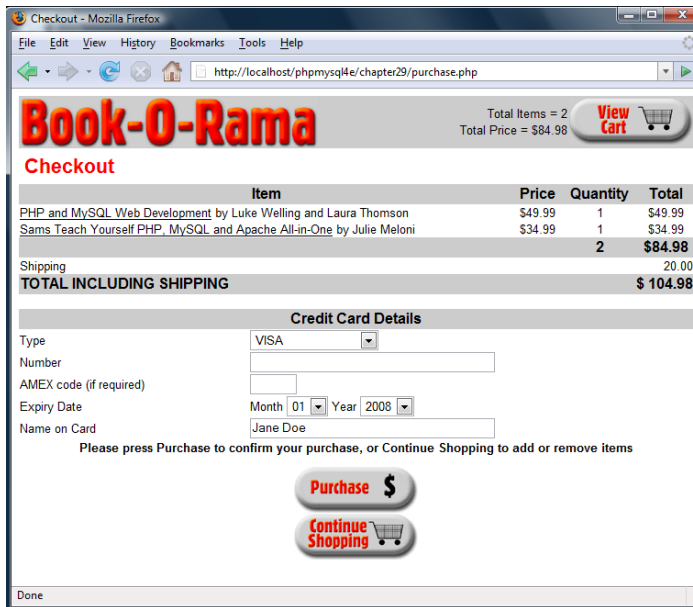 Checkout - Mozilla Firefox
File Edit View History Bookmarks Tools Help
http://localhost/phpmysql4e/chapter29/purchase.php
Book-O-Rama
Total Items = 2
Total Price = $84.98
View Cart
Checkout
Item Price Quantity Total
PHP and MySQL Web Development by Luke Welling and Laura Thomson $49.99 1 $49.99
Sams Teach Yourself PHP, MySQL and Apache All-in-One by Julie Meloni $34.99 1 $34.99
2 $84.98
Shipping 20.00
TOTAL INCLUDING SHIPPING $ 104.98
Credit Card Details
Type VISA
Number
AMEX code (if required)
Expiry Date Month 01 Year 2008
Name on Card Jane Doe
Please press Purchase to confirm your purchase, or Continue Shopping to add or remove items
Purchase $
Continue
Shopping
Done